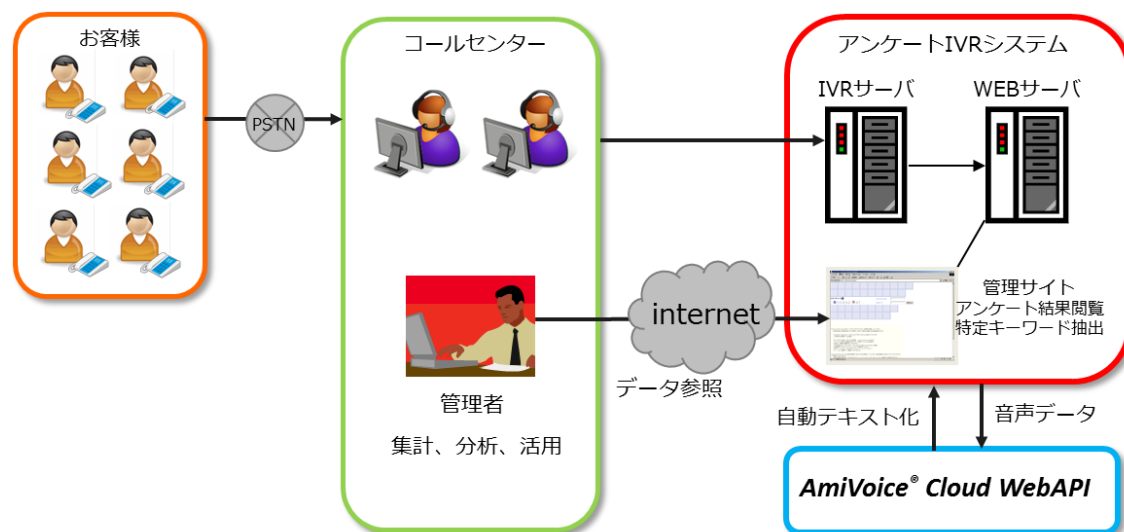 お客様
PSTN
コールセンター
管理者
集計、分析、活用
internet
データ参照
アンケートIVRシステム
IVRサーバ
WEBサーバ
管理サイト
アンケート結果閲覧
特定キーワード抽出
自動テキスト化
音声データ
AmiVoice® Cloud WebAPI